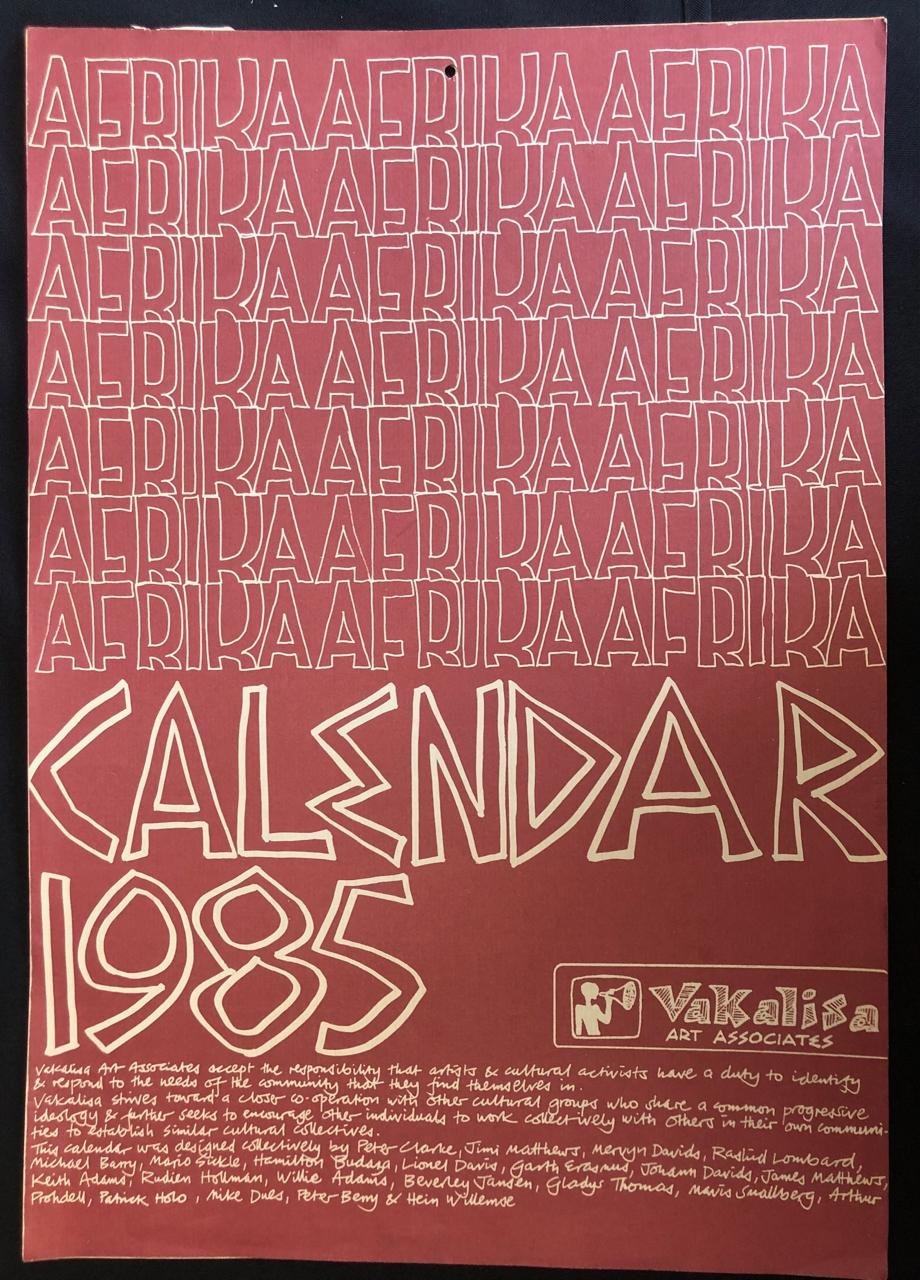 AFRIKAAFRIKAAFRIKA
AFRIKAAFRIKAAFRIKA
AFRIKAAFRIKAAFRIKA
AFRIKAAFRIKAAFRIKA
AFRIKAAFRIKAAFRIKA
AFRIKAAFRIKAAFRIKA
AFRIKAAFRIKAAFRIKA
CALENDAR
1985
Vakalisa
ART ASSOCIATES
Vakalisa Art Associates accept the responsibility that artists & cultural activists have a duty to identify
& respond to the needs of the community that they find themselves in.
Vakalisa strives toward a closer co-operation with other cultural groups who share a common progressive
ideology & further seeks to encourage other individuals to work collectively with others in their own communi-
ties to establish similar cultural collectives.
This calendar was designed collectively by Peter Clarke, Jimi Matthews, Mervyn Davids, Rashid Lombard,
Michael Barry, Mario Sickle, Hamilton Budaza, Lionel Davis, Garth Erasmus, Johann Davids, James Matthews,
Keith Adams, Rudien Hollman, Willie Adams, Beverley Jansen, Gladys Thomas, Mavis Smallberg, Arthur
Patrick Holo, Mike Dues, Peter Berry & Hein Willemse